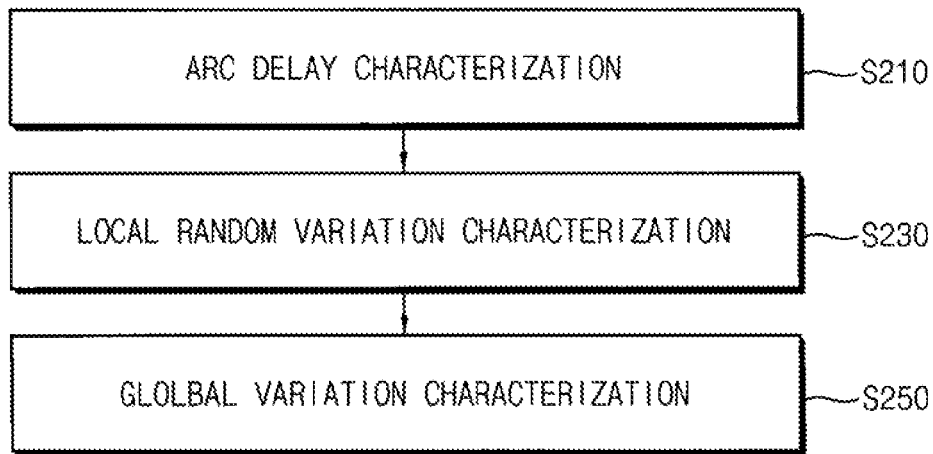 ARC DELAY CHARACTERIZATION
S210
LOCAL RANDOM VARIATION CHARACTERIZATION
S230
GLOLBAL VARIATION CHARACTERIZATION
S250